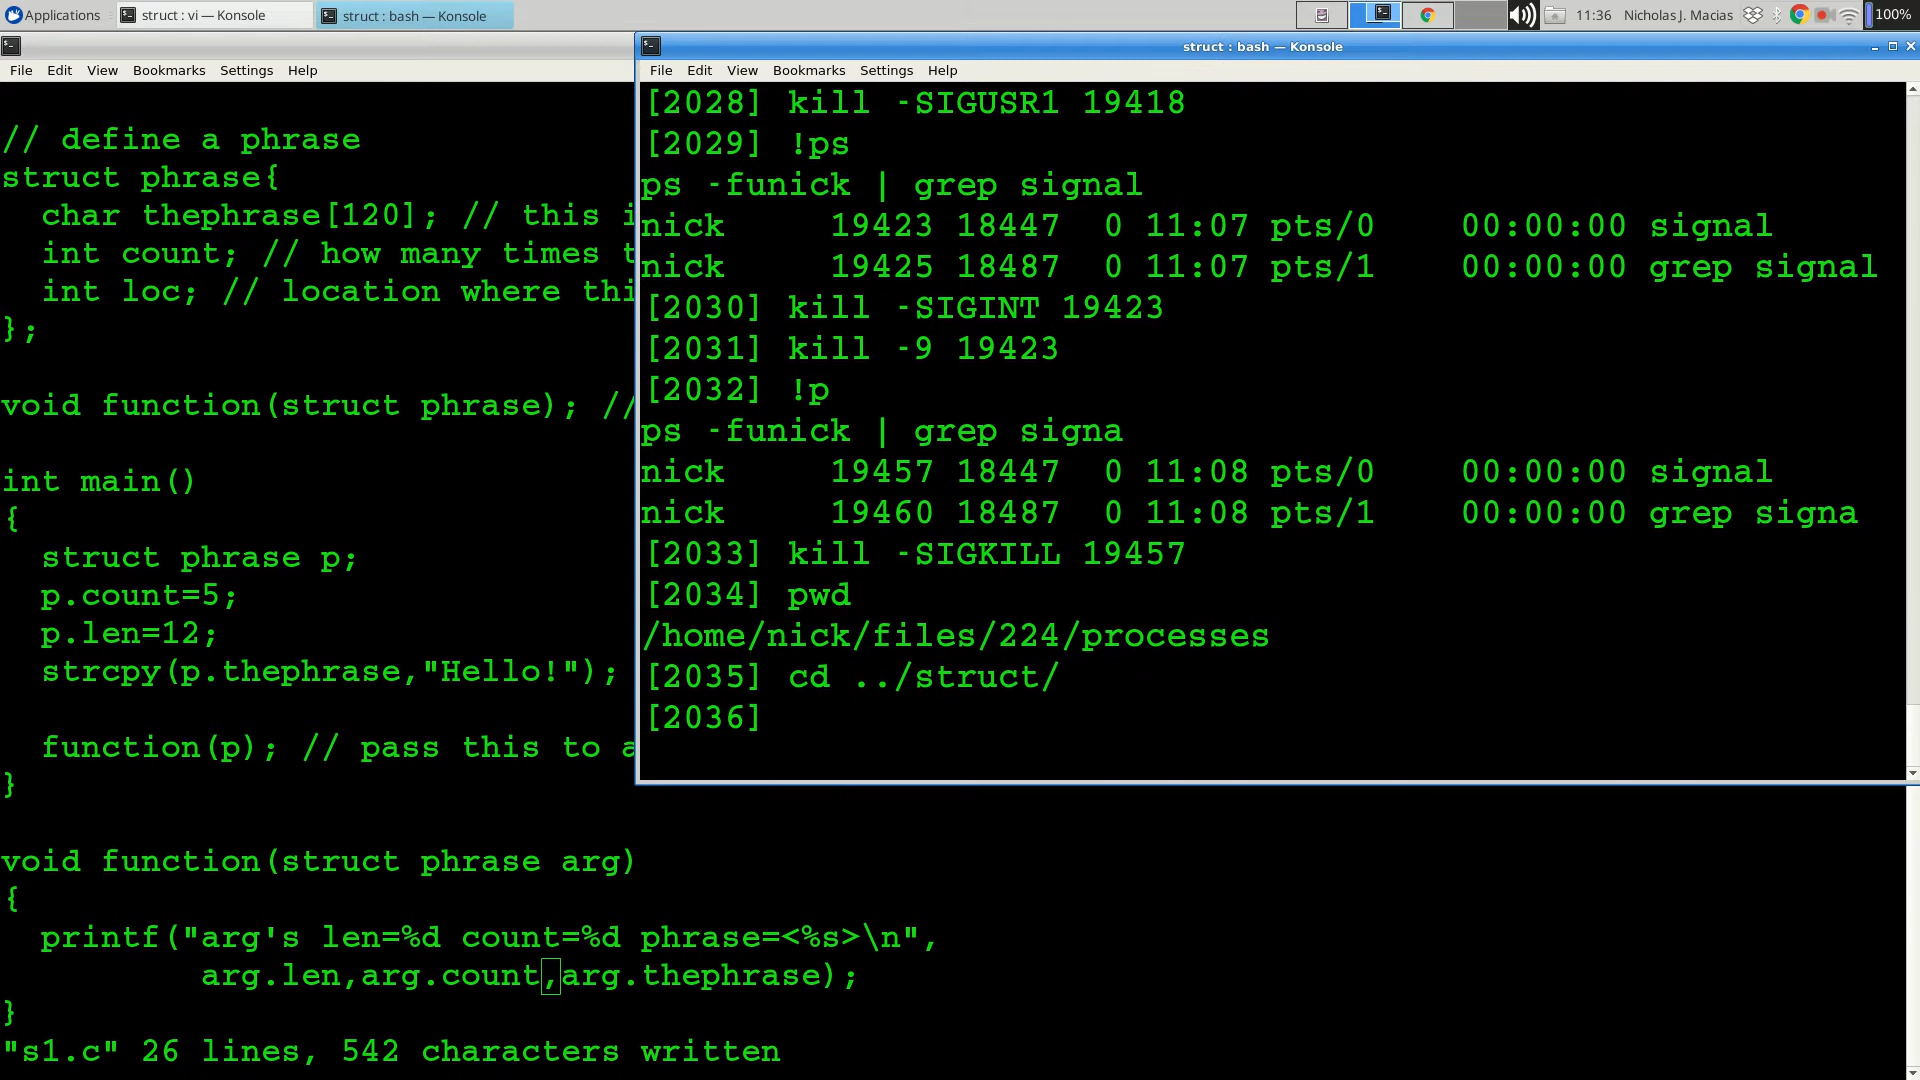 Applications
struct : vi — Konsole
struct : bash — Konsole
11:36
Nicholas J. Macias
100%
File Edit View Bookmarks Settings Help
// define a phrase
struct phrase{
  char thephrase[120]; // this
  int count; // how many times
  int loc; // location where
};
void function(struct phrase); //
int main()
{
  struct phrase p;
  p.count=5;
  p.len=12;
  strcpy(p.thephrase,"Hello!");
  function(p); // pass this to
}
void function(struct phrase arg)
{
  printf("arg's len=%d count=%d phrase=<%s>\n",
          arg.len,arg.count,arg.thephrase);
}
"s1.c" 26 lines, 542 characters written
struct : bash — Konsole
File Edit View Bookmarks Settings Help
[2028] kill -SIGUSR1 19418
[2029] !ps
ps -funick | grep signal
nick     19423 18447  0 11:07 pts/0    00:00:00 signal
nick     19425 18487  0 11:07 pts/1    00:00:00 grep signal
[2030] kill -SIGINT 19423
[2031] kill -9 19423
[2032] !p
ps -funick | grep signa
nick     19457 18447  0 11:08 pts/0    00:00:00 signal
nick     19460 18487  0 11:08 pts/1    00:00:00 grep signa
[2033] kill -SIGKILL 19457
[2034] pwd
/home/nick/files/224/processes
[2035] cd ../struct/
[2036]